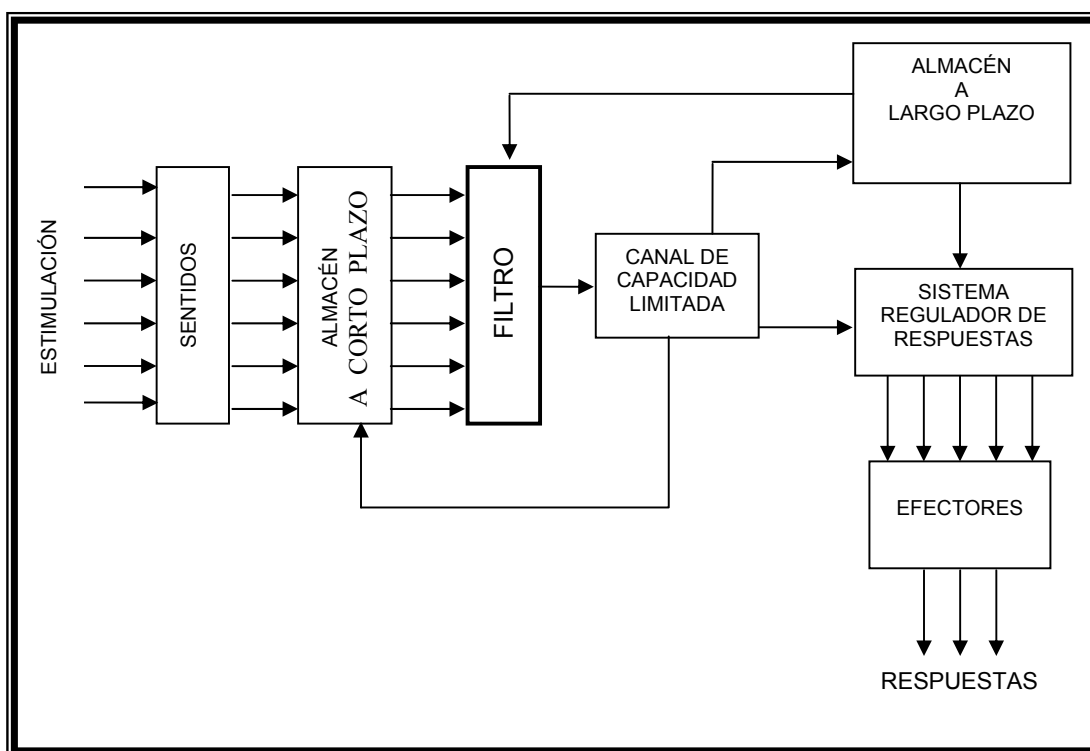 ESTIMULACIÓN
SENTIDOS
ALMACÉN
A CORTO PLAZO
FILTRO
CANAL DE
CAPACIDAD
LIMITADA
ALMACÉN
A
LARGO PLAZO
SISTEMA
REGULADOR DE
RESPUESTAS
EFECTORES
RESPUESTAS